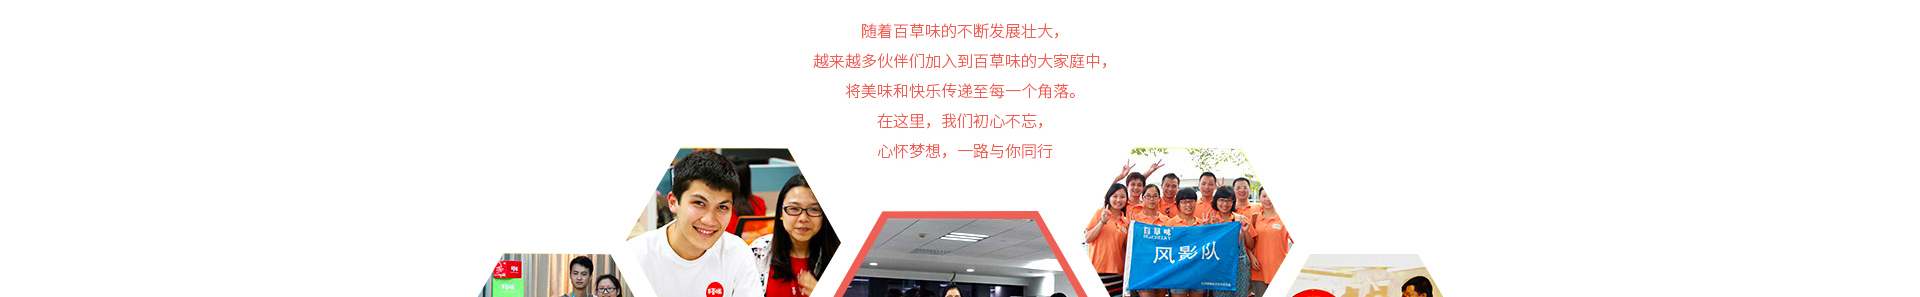 随着百草味的不断发展壮大，
越来越多伙伴们加入到百草味的大家庭中，
将美味和快乐传递至每一个角落。
在这里，我们初心不忘，
心怀梦想，一路与你同行
百草味
BE&CHEERY
风影队